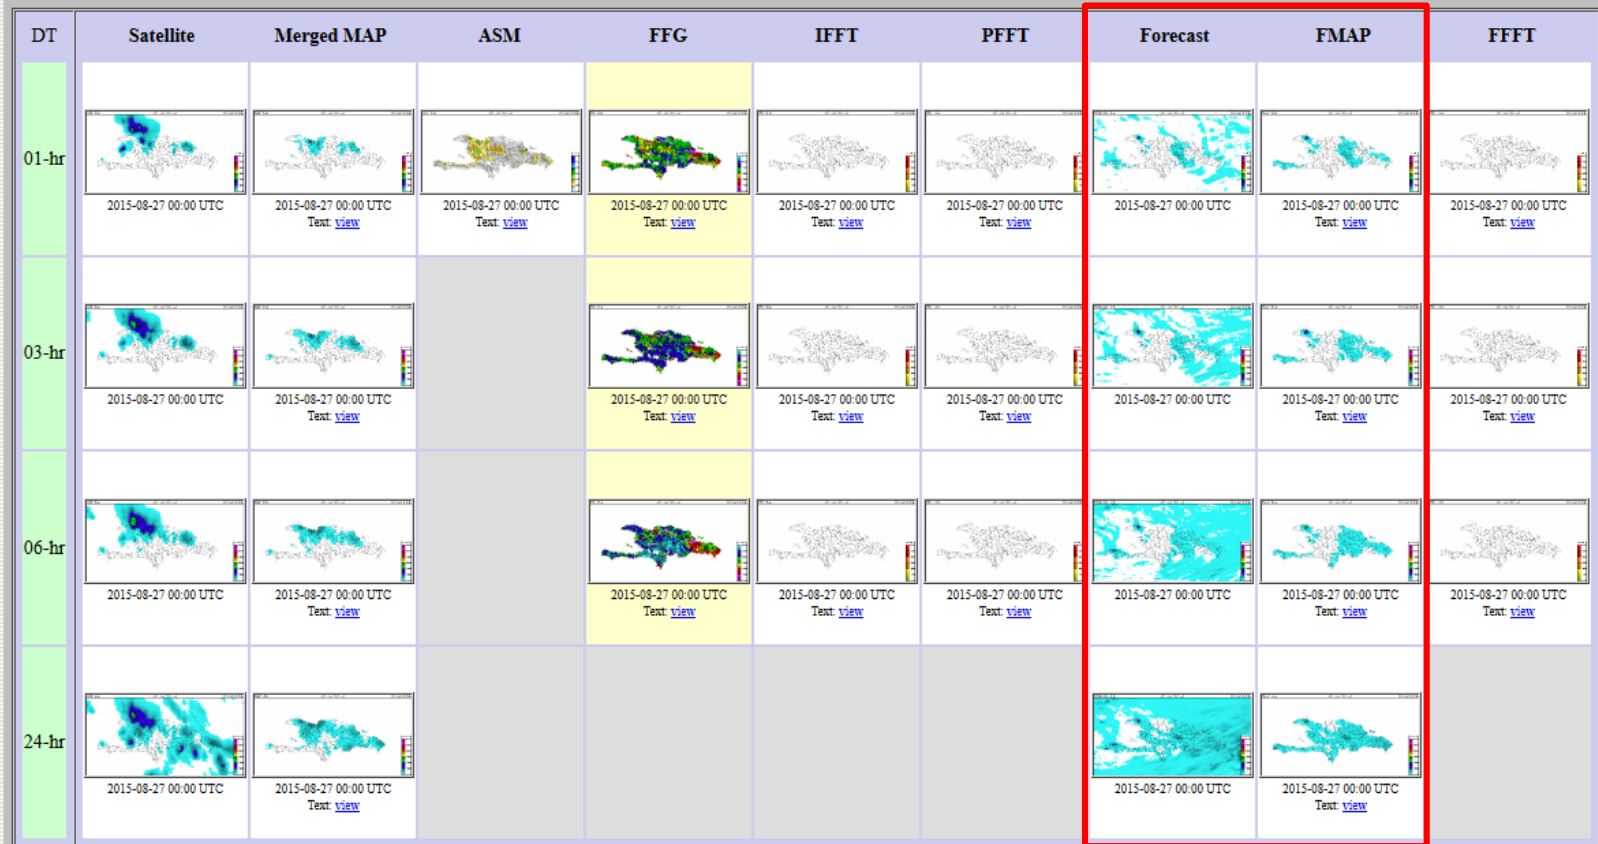 DT Satellite Merged MAP ASM FFG IFFT PFFT Forecast FMAP FFFT
01-hr
2015-08-27 00:00 UTC 2015-08-27 00:00 UTC 2015-08-27 00:00 UTC 2015-08-27 00:00 UTC 2015-08-27 00:00 UTC 2015-08-27 00:00 UTC 2015-08-27 00:00 UTC 2015-08-27 00:00 UTC 2015-08-27 00:00 UTC
Text: view Text: view Text: view Text: view Text: view Text: view Text: view
03-hr
2015-08-27 00:00 UTC 2015-08-27 00:00 UTC 2015-08-27 00:00 UTC 2015-08-27 00:00 UTC 2015-08-27 00:00 UTC 2015-08-27 00:00 UTC 2015-08-27 00:00 UTC 2015-08-27 00:00 UTC
Text: view Text: view Text: view Text: view Text: view Text: view
06-hr
2015-08-27 00:00 UTC 2015-08-27 00:00 UTC 2015-08-27 00:00 UTC 2015-08-27 00:00 UTC 2015-08-27 00:00 UTC 2015-08-27 00:00 UTC 2015-08-27 00:00 UTC 2015-08-27 00:00 UTC
Text: view Text: view Text: view Text: view Text: view Text: view
24-hr
2015-08-27 00:00 UTC 2015-08-27 00:00 UTC 2015-08-27 00:00 UTC 2015-08-27 00:00 UTC
Text: view Text: view